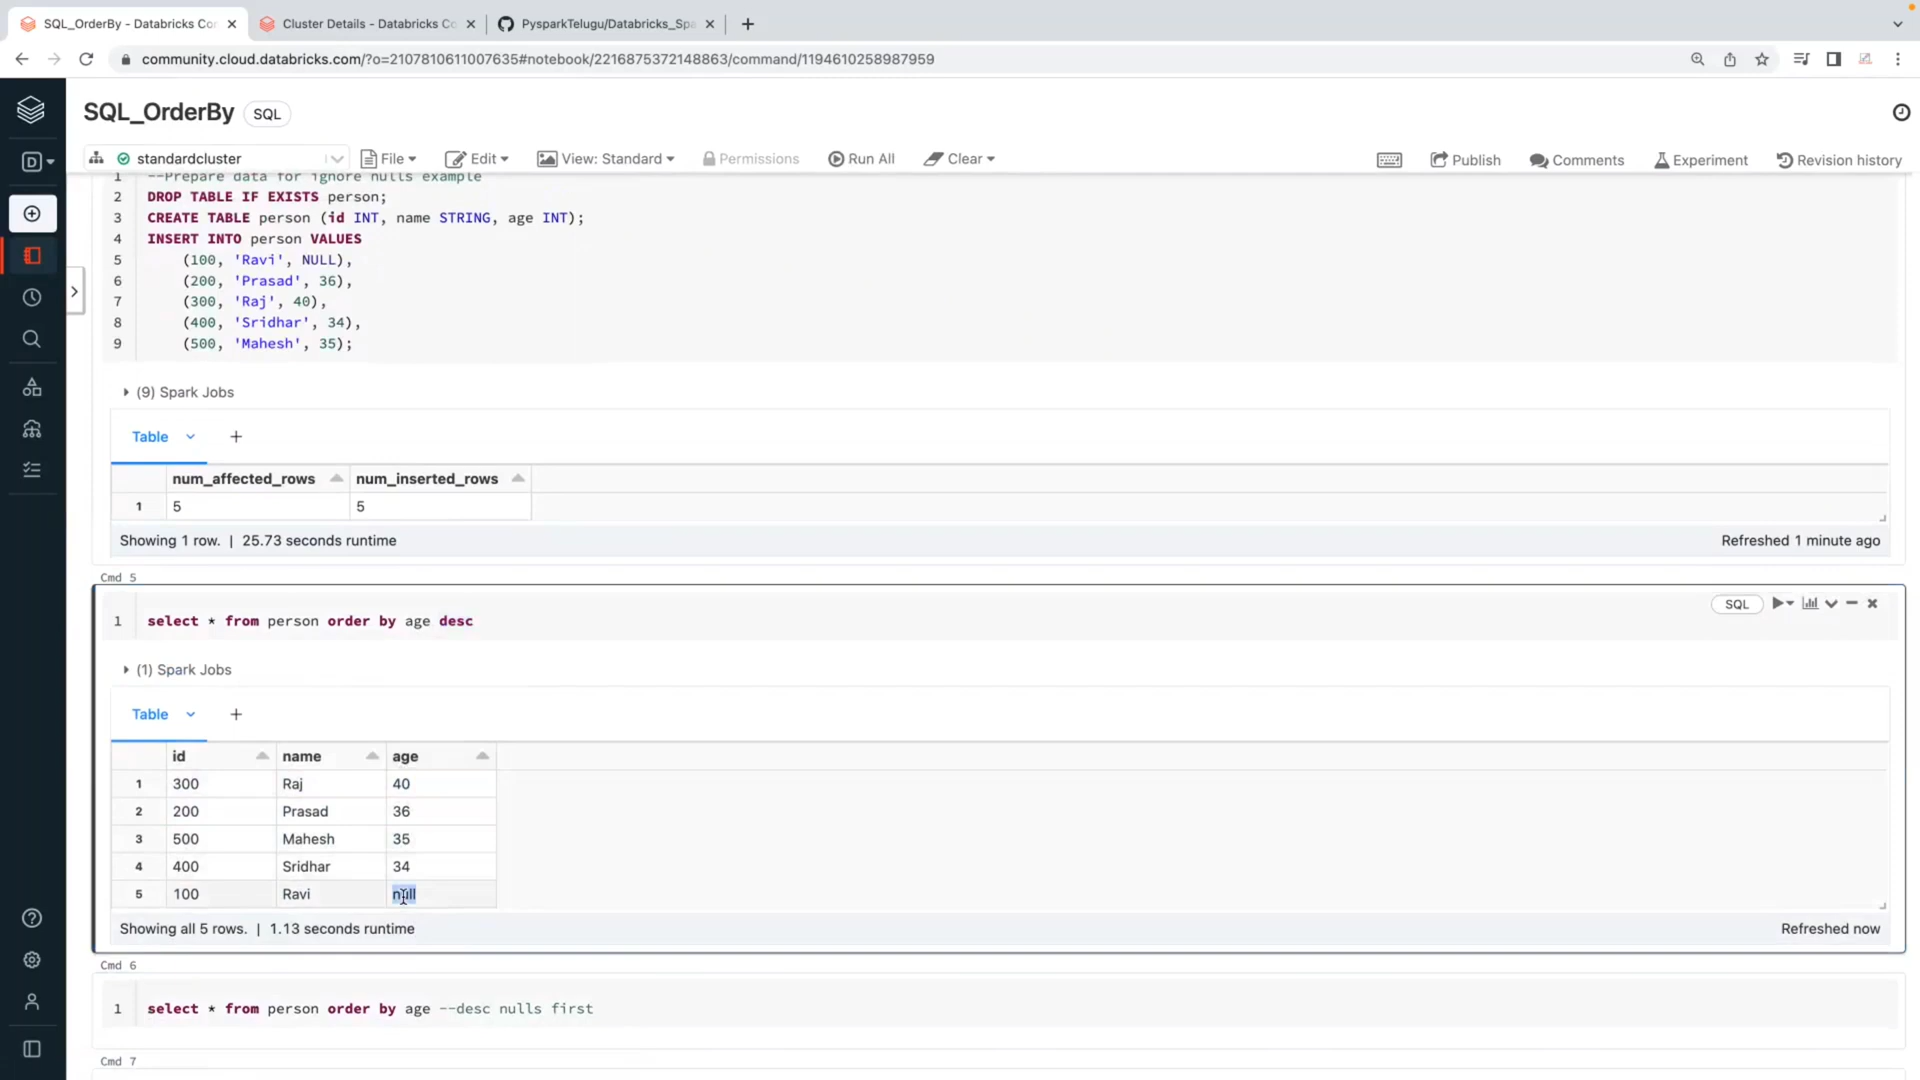 SQL_OrderBy - Databricks Co
Cluster Details - Databricks Co
PysparkTelugu/Databricks_Spa
community.cloud.databricks.com/?o=2107810611007635#notebook/2216875372148863/command/1194610258987959
SQL_OrderBy SQL
D
standardcluster File Edit View: Standard Permissions Run All Clear Publish Comments Experiment Revision history
1 --Prepare data for ignore nulls example
2 DROP TABLE IF EXISTS person;
3 CREATE TABLE person (id INT, name STRING, age INT);
4 INSERT INTO person VALUES
5 (100, 'Ravi', NULL),
6 (200, 'Prasad', 36),
7 (300, 'Raj', 40),
8 (400, 'Sridhar', 34),
9 (500, 'Mahesh', 35);
(9) Spark Jobs
Table +
num_affected_rows num_inserted_rows
1 5 5
Showing 1 row. | 25.73 seconds runtime Refreshed 1 minute ago
Cmd 5
SQL
1 select * from person order by age desc
(1) Spark Jobs
Table +
id name age
1 300 Raj 40
2 200 Prasad 36
3 500 Mahesh 35
4 400 Sridhar 34
5 100 Ravi null
Showing all 5 rows. | 1.13 seconds runtime Refreshed now
Cmd 6
1 select * from person order by age --desc nulls first
Cmd 7